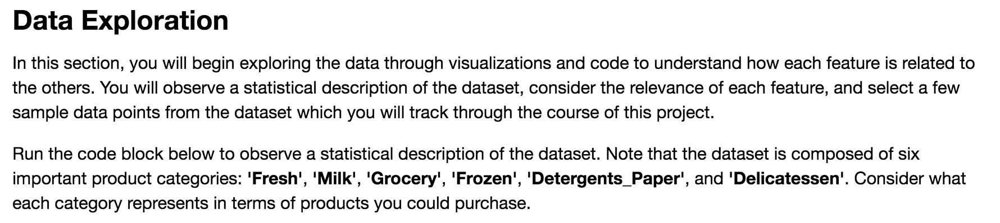 Data Exploration
In this section, you will begin exploring the data through visualizations and code to understand how each feature is related to
the others. You will observe a statistical description of the dataset, consider the relevance of each feature, and select a few
sample data points from the dataset which you will track through the course of this project.
Run the code block below to observe a statistical description of the dataset. Note that the dataset is composed of six
important product categories: 'Fresh', 'Milk', 'Grocery', 'Frozen', 'Detergents_Paper', and 'Delicatessen'. Consider what
each category represents in terms of products you could purchase.